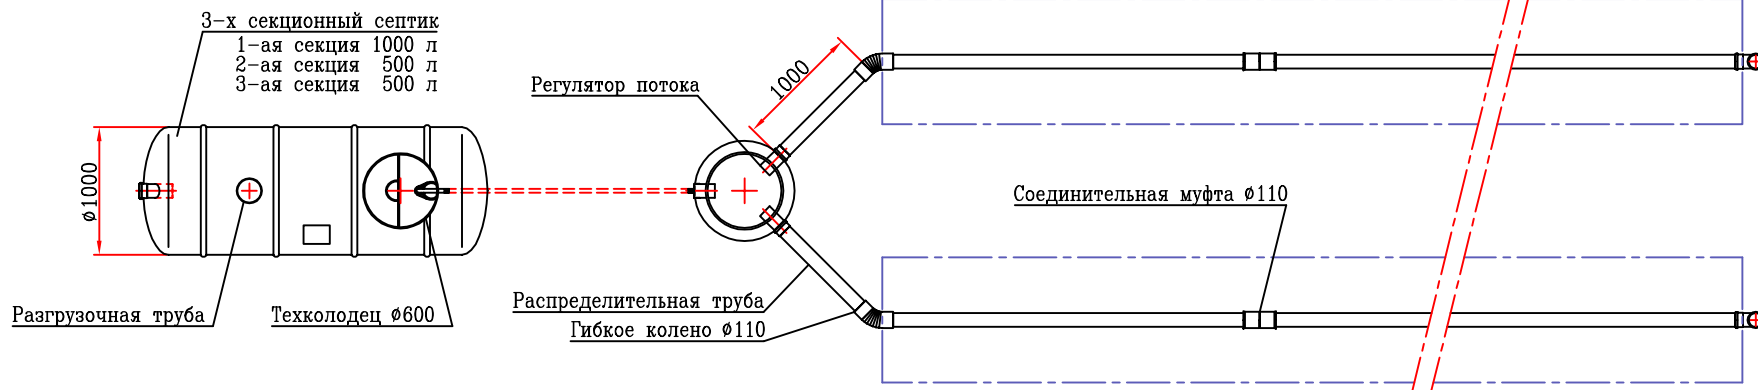 3-х секционный септик
1-ая секция 1000 л
2-ая секция 500 л
3-ая секция 500 л
Регулятор потока
1000
ø1000
Соединительная муфта ø110
Разгрузочная труба
Техколодец ø600
Распределительная труба
Гибкое колено ø110